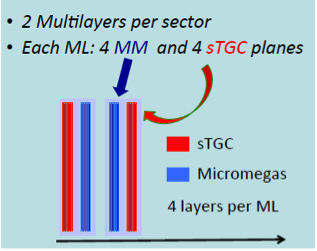 • 2 Multilayers per sector
• Each ML: 4 MM and 4 sTGC planes
sTGC
Micromegas
4 layers per ML